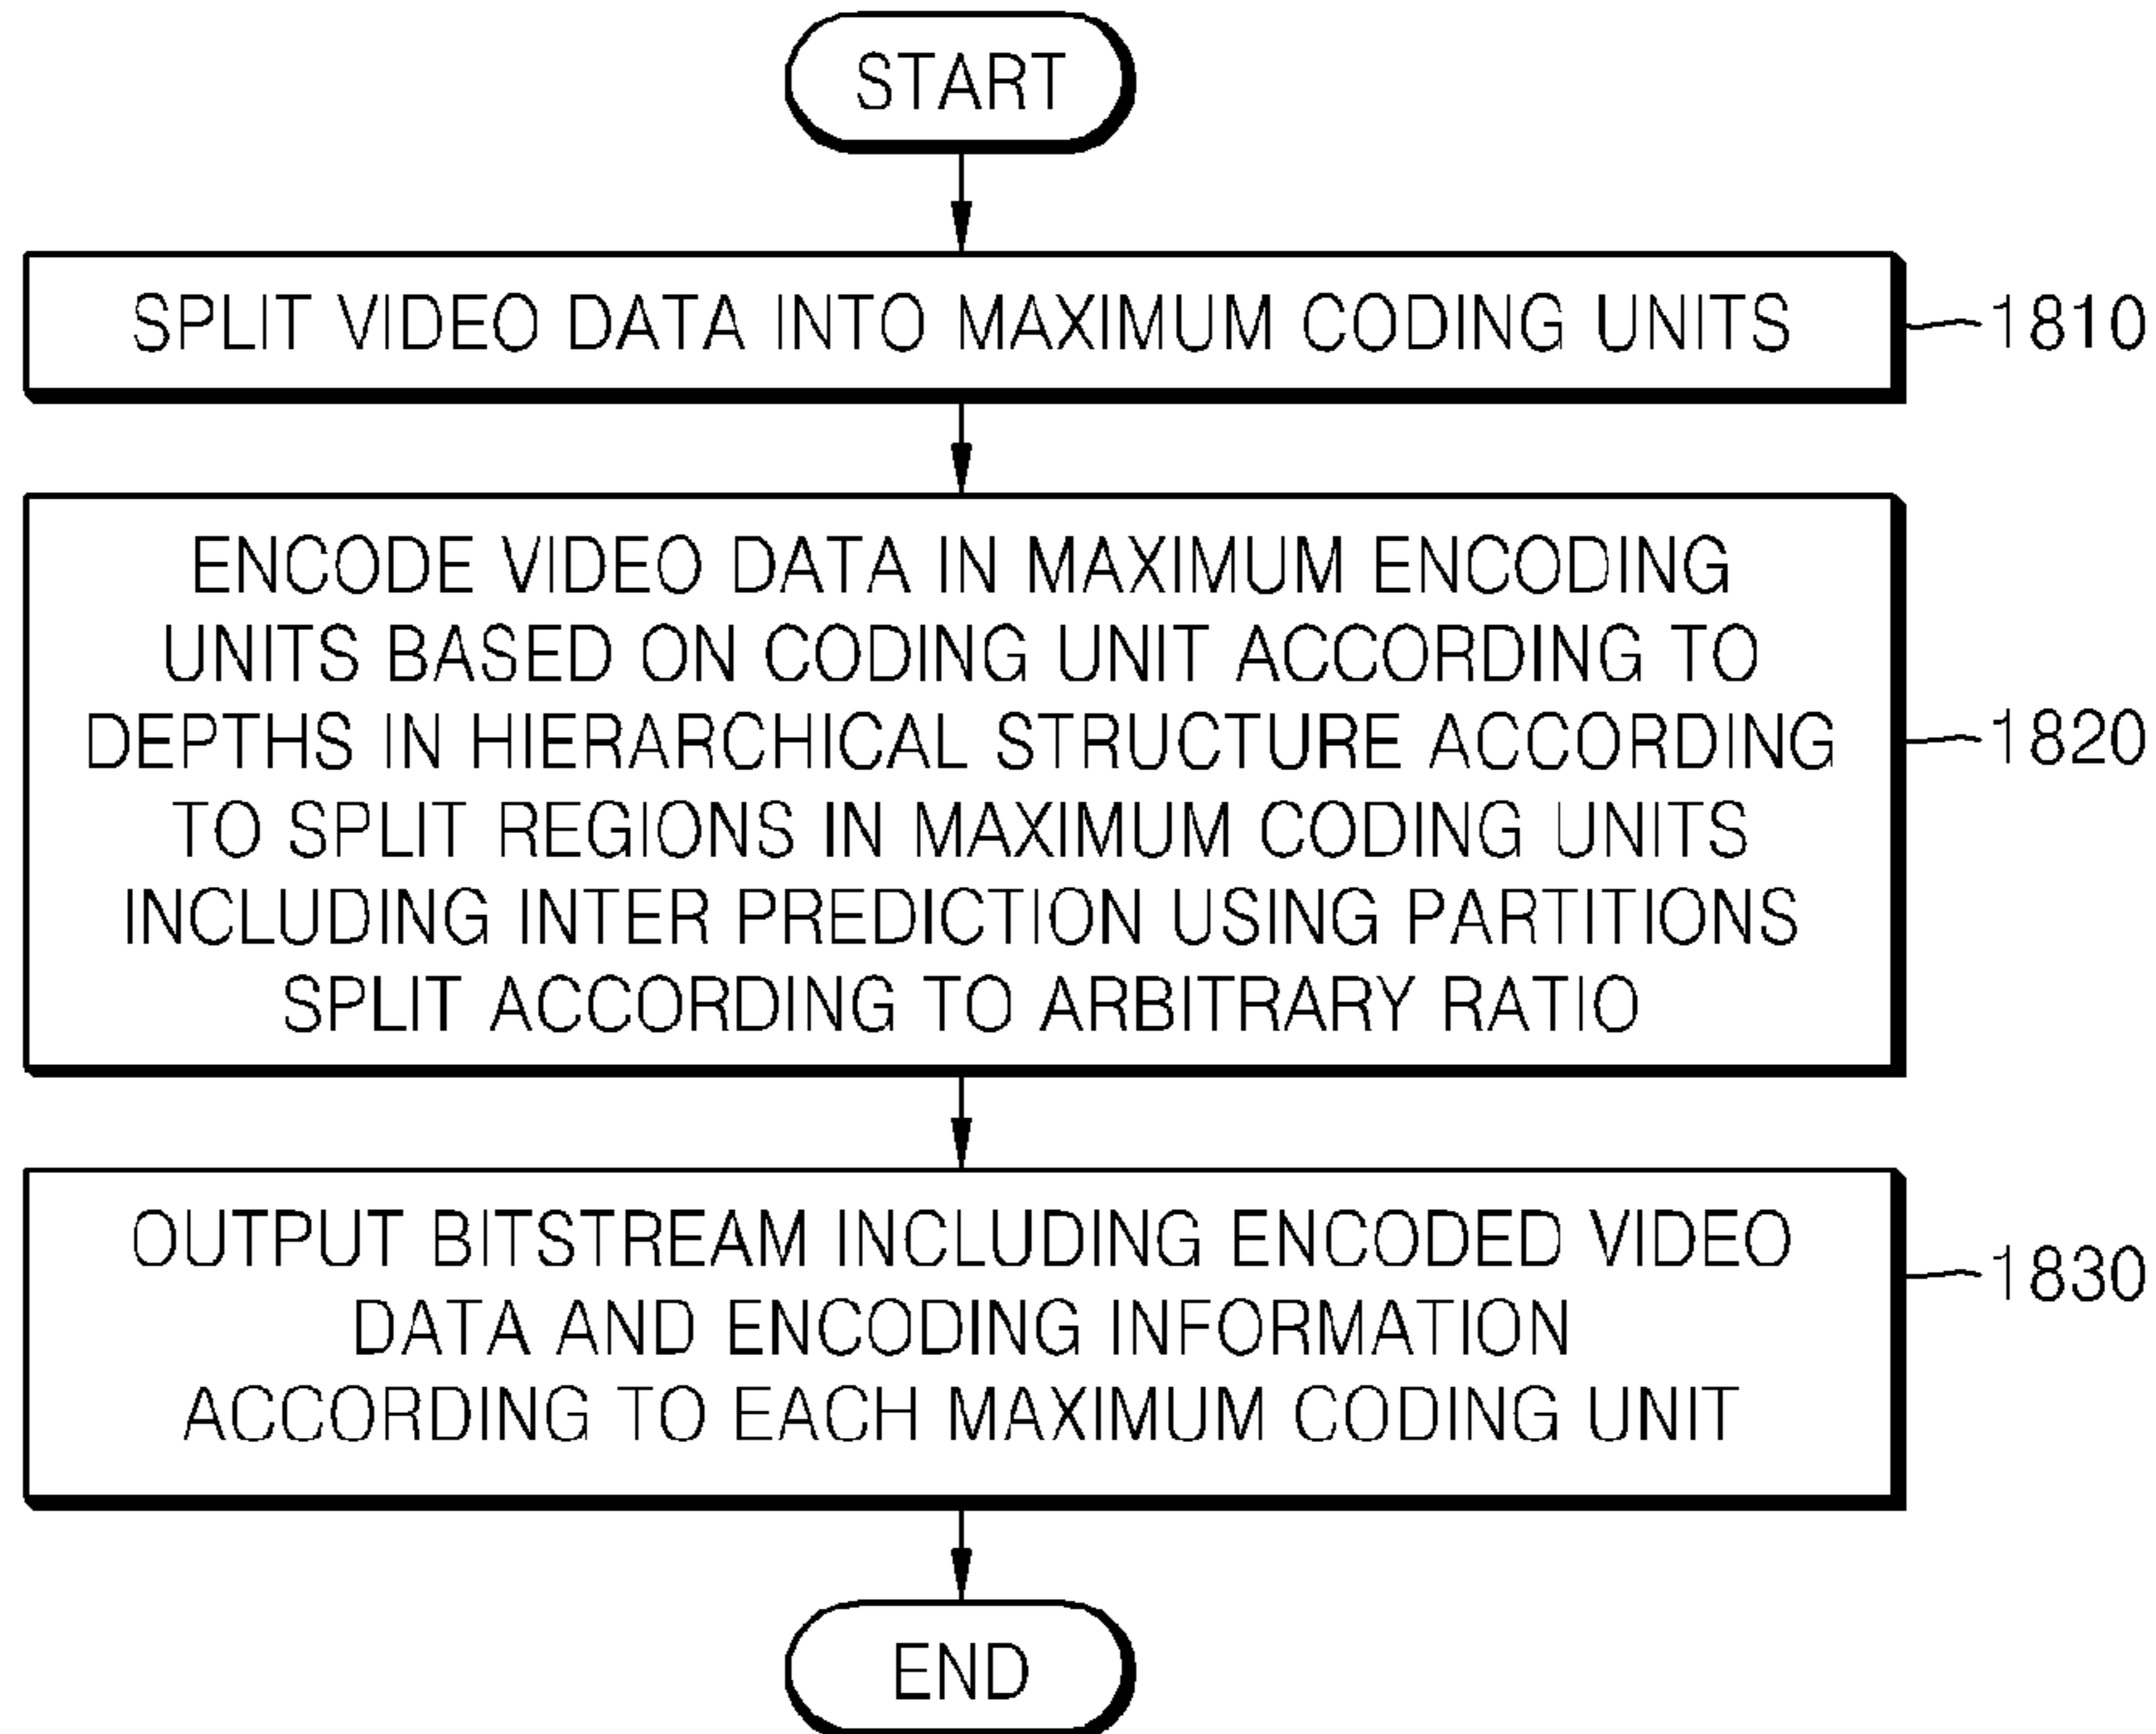 START
SPLIT VIDEO DATA INTO MAXIMUM CODING UNITS
1810
ENCODE VIDEO DATA IN MAXIMUM ENCODING
UNITS BASED ON CODING UNIT ACCORDING TO
DEPTHS IN HIERARCHICAL STRUCTURE ACCORDING
TO SPLIT REGIONS IN MAXIMUM CODING UNITS
INCLUDING INTER PREDICTION USING PARTITIONS
SPLIT ACCORDING TO ARBITRARY RATIO
1820
OUTPUT BITSTREAM INCLUDING ENCODED VIDEO
DATA AND ENCODING INFORMATION
ACCORDING TO EACH MAXIMUM CODING UNIT
1830
END